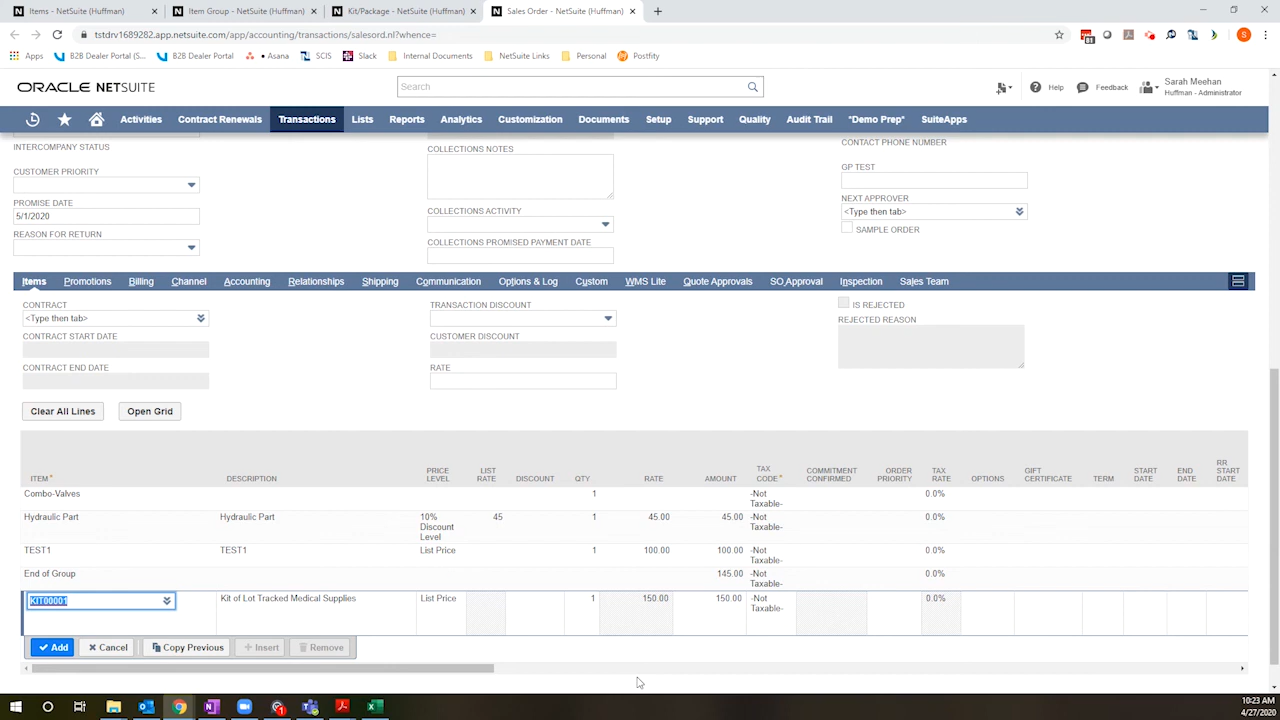 Items - NetSuite (Huffman)
Item Group - NetSuite (Huffman)
Kit/Package - NetSuite (Huffman)
Sales Order - NetSuite (Huffman)
tstdrv1689282.app.netsuite.com/app/accounting/transactions/salesord.nl?whence=
Apps
B2B Dealer Portal (S...
B2B Dealer Portal
Asana
SCIS
Slack
Internal Documents
NetSuite Links
Personal
Postfity
ORACLE NETSUITE
Search
Help
Feedback
Sarah Meehan
Huffman - Administrator
Activities
Contract Renewals
Transactions
Lists
Reports
Analytics
Customization
Documents
Setup
Support
Quality
Audit Trail
*Demo Prep*
SuiteApps
INTERCOMPANY STATUS
CUSTOMER PRIORITY
PROMISE DATE
5/1/2020
REASON FOR RETURN
COLLECTIONS NOTES
COLLECTIONS ACTIVITY
COLLECTIONS PROMISED PAYMENT DATE
CONTACT PHONE NUMBER
GP TEST
NEXT APPROVER
<Type then tab>
SAMPLE ORDER
Items
Promotions
Billing
Channel
Accounting
Relationships
Shipping
Communication
Options & Log
Custom
WMS Lite
Quote Approvals
SO Approval
Inspection
Sales Team
CONTRACT
<Type then tab>
CONTRACT START DATE
CONTRACT END DATE
TRANSACTION DISCOUNT
CUSTOMER DISCOUNT
RATE
IS REJECTED
REJECTED REASON
Clear All Lines
Open Grid
ITEM * DESCRIPTION PRICE LEVEL LIST RATE DISCOUNT QTY RATE AMOUNT TAX CODE * COMMITMENT CONFIRMED ORDER PRIORITY TAX RATE OPTIONS GIFT CERTIFICATE TERM START DATE END DATE RR START DATE
Combo-Valves 1 -Not Taxable- 0.0%
Hydraulic Part Hydraulic Part 10% Discount Level 45 1 45.00 45.00 -Not Taxable- 0.0%
TEST1 TEST1 List Price 1 100.00 100.00 -Not Taxable- 0.0%
End of Group 145.00 -Not Taxable- 0.0%
KIT00001 Kit of Lot Tracked Medical Supplies List Price 1 150.00 150.00 -Not Taxable- 0.0%
Add
Cancel
Copy Previous
Insert
Remove
10:23 AM
4/27/2020